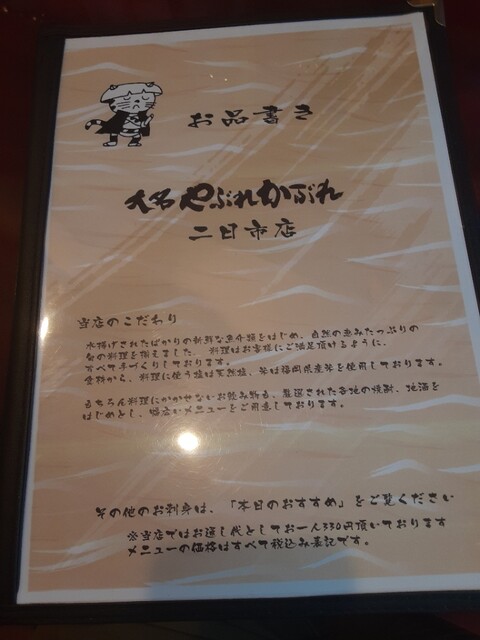 お品書き
大名やぶれかぶれ
二日市店
当店のこだわり
水揚げされたばかりの新鮮な魚介類をはじめ、自然の恵みたっぷりの
旬の料理を揃えました。料理はお客様にご満足頂けるように、
すべて手づくりしております。
食材から、料理に使う塩は天然塩、米は福岡県産米を使用しております。
もちろん料理にかかせないお飲み物も、厳選された各地の焼酎、地酒を
はじめとし、幅広いメニューをご用意しております。
その他のお刺身は、「本日のおすすめ」をご覧ください
※当店ではお通し代としてお一人330円頂いております
メニューの価格はすべて税込み表記です。